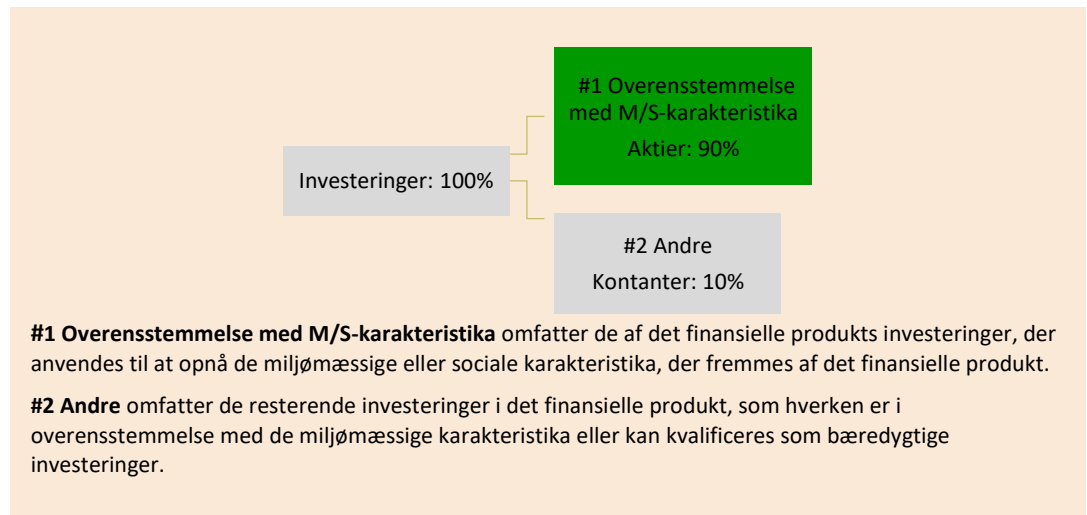 #1 Overensstemmelse
med M/S-karakteristika
Aktier: 90%
Investeringer: 100%
#2 Andre
Kontanter: 10%
#1 Overensstemmelse med M/S-karakteristika omfatter de af det finansielle produkts investeringer, der
anvendes til at opnå de miljømæssige eller sociale karakteristika, der fremmes af det finansielle produkt.
#2 Andre omfatter de resterende investeringer i det finansielle produkt, som hverken er i
overensstemmelse med de miljømæssige karakteristika eller kan kvalificeres som bæredygtige
investeringer.